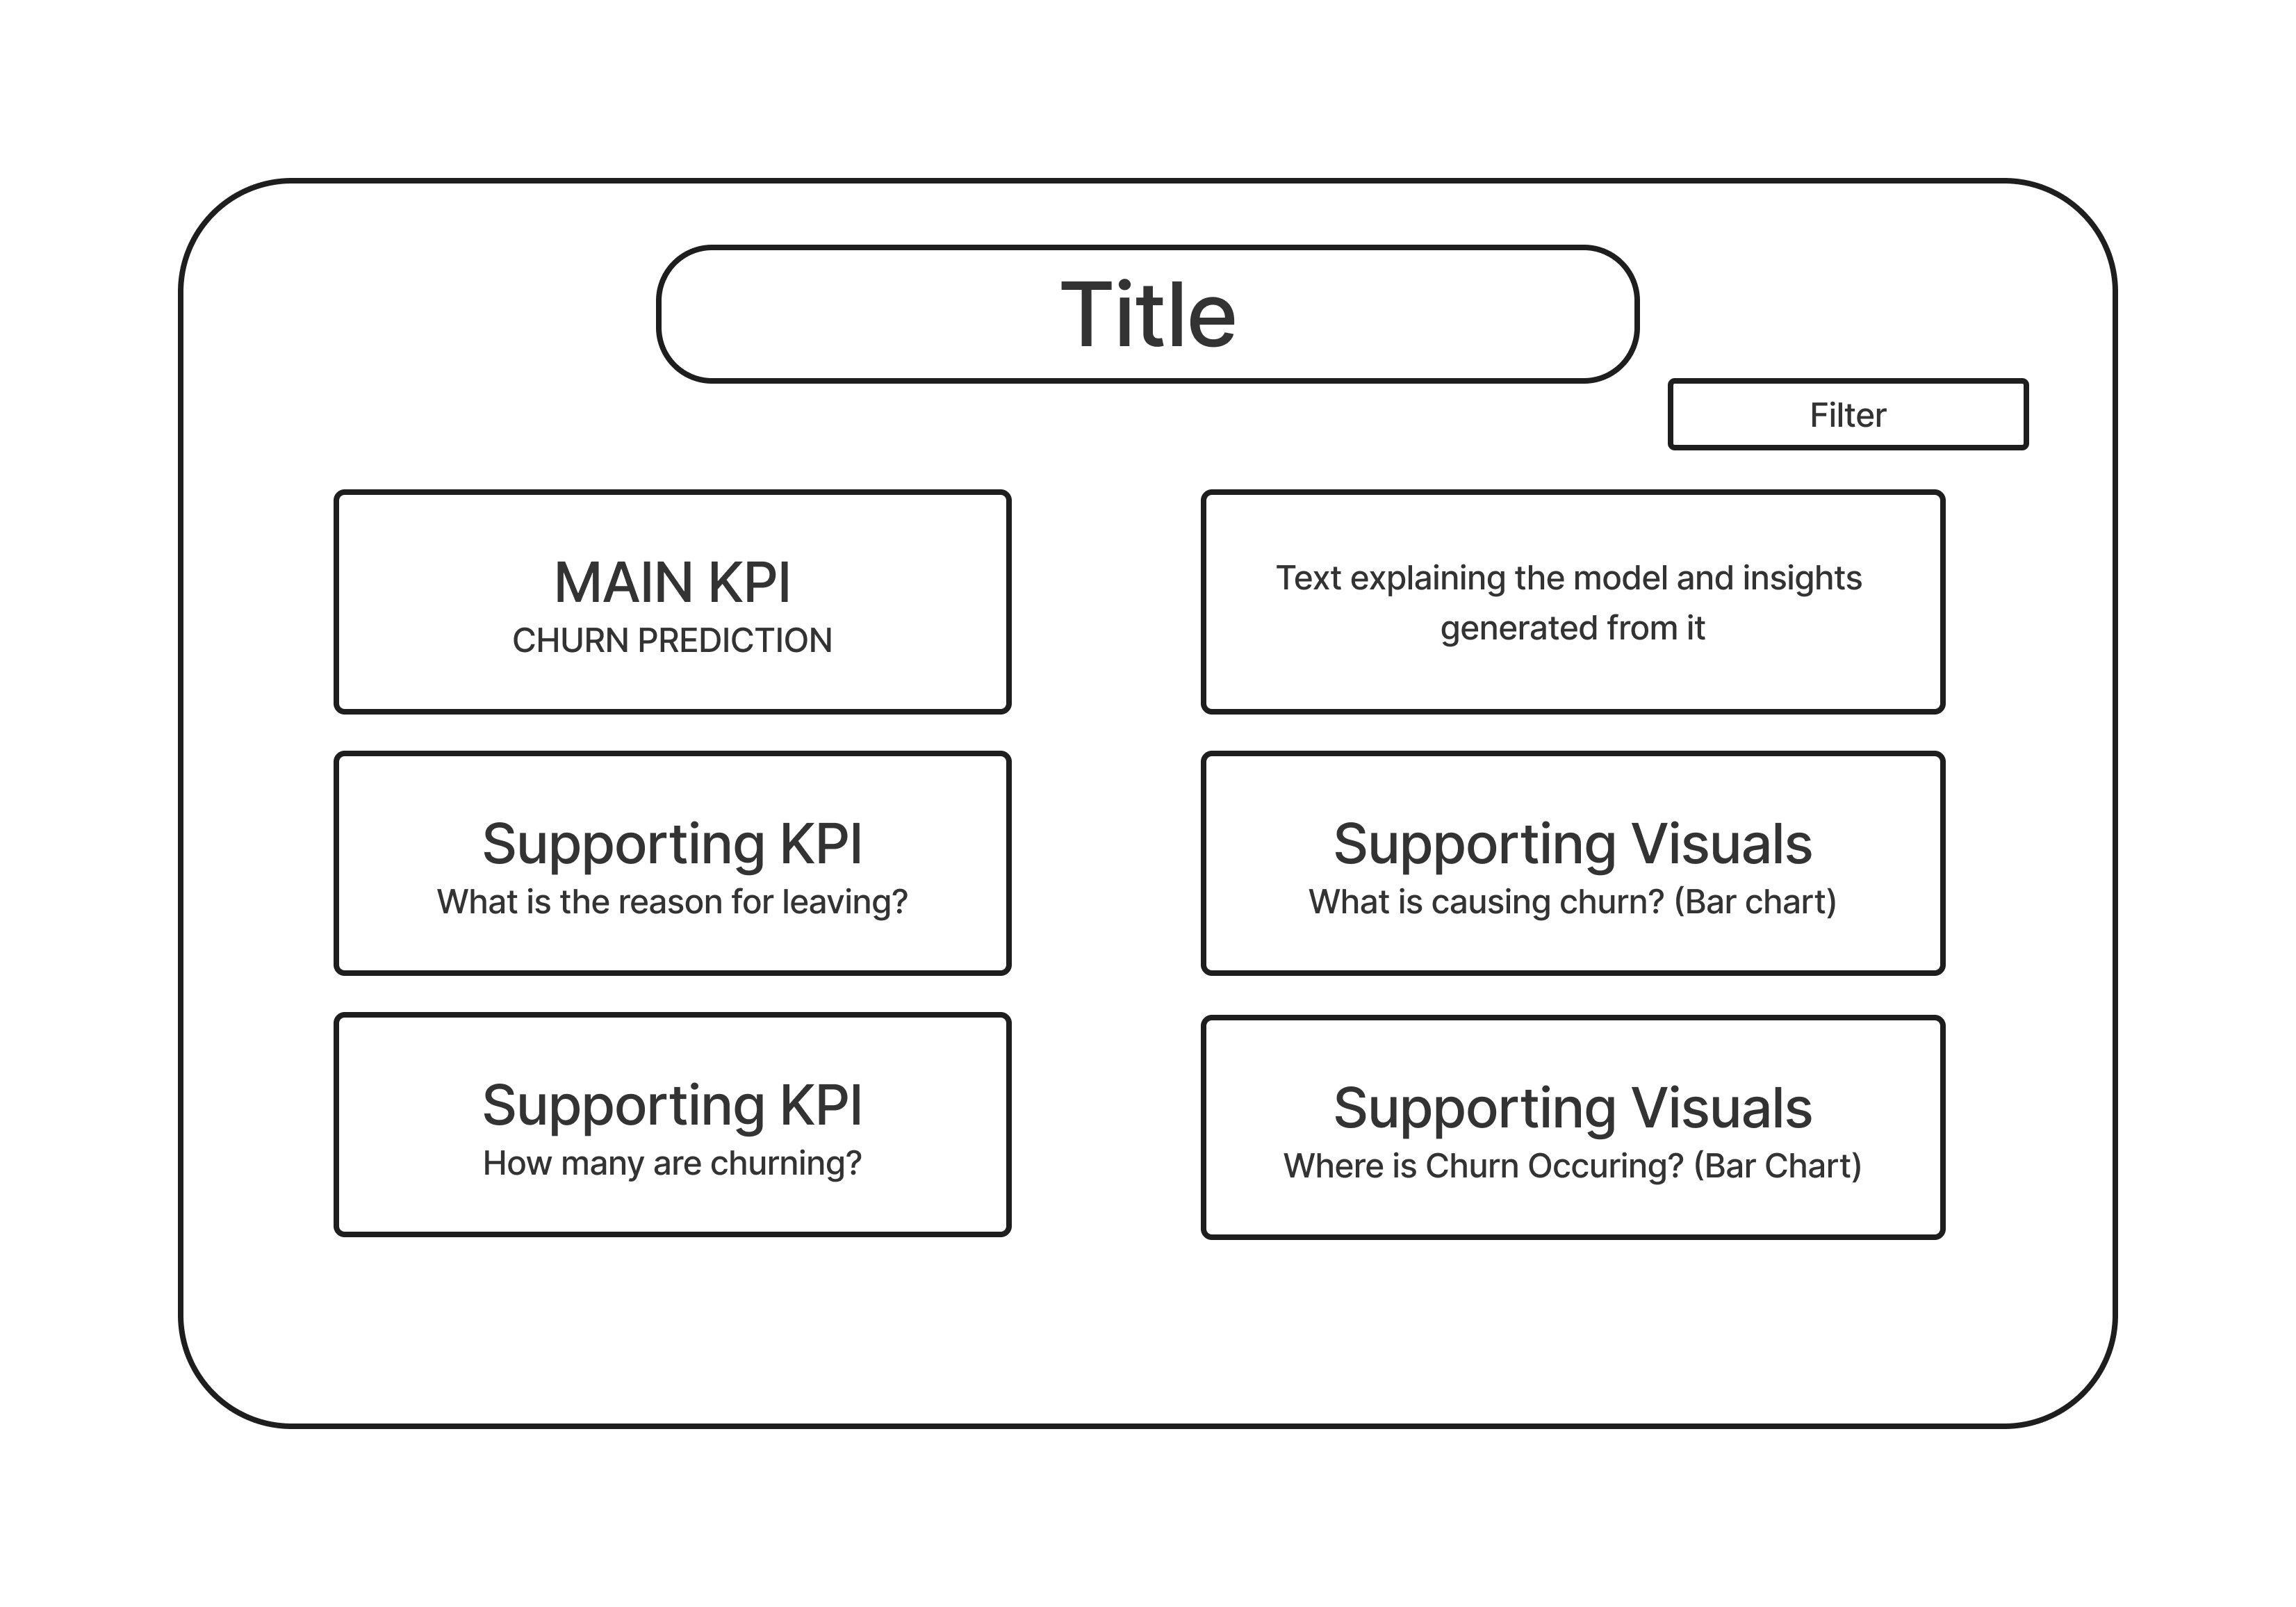 Title
Filter
MAIN KPI
CHURN PREDICTION
Text explaining the model and insights
generated from it
Supporting KPI
What is the reason for leaving?
Supporting Visuals
What is causing churn? (Bar chart)
Supporting KPI
How many are churning?
Supporting Visuals
Where is Churn Occuring? (Bar Chart)